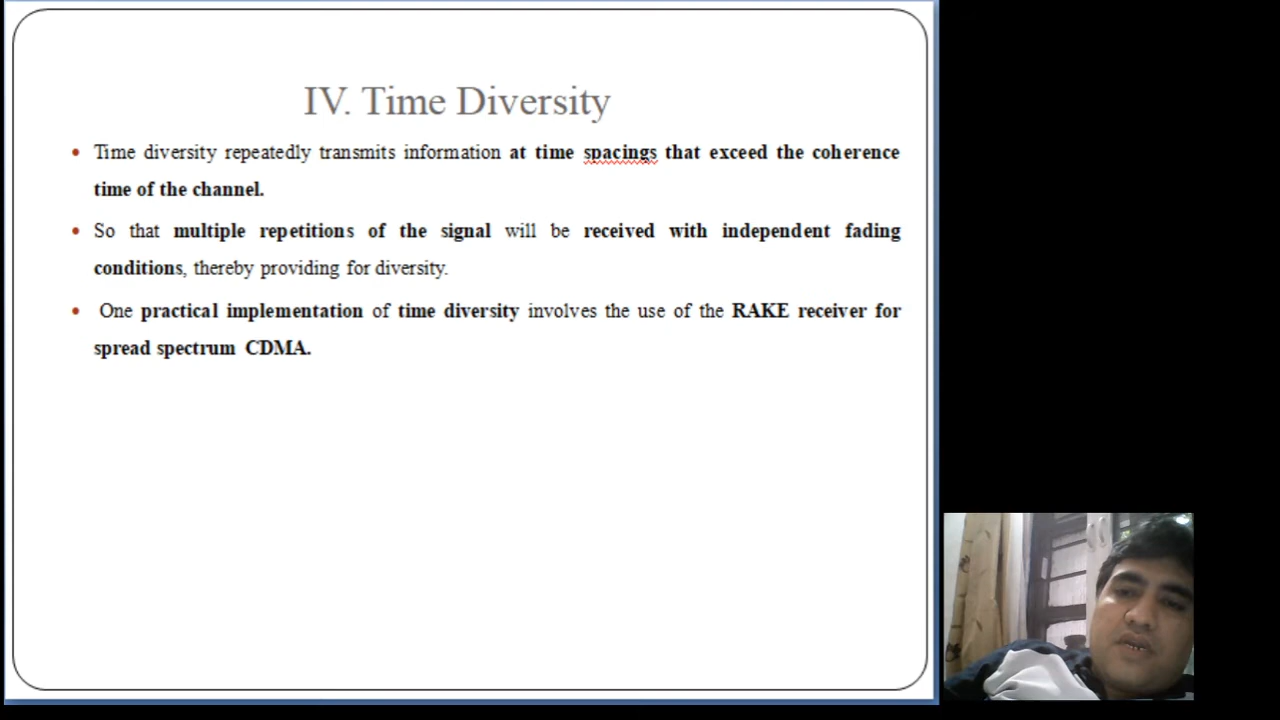 IV. Time Diversity
• Time diversity repeatedly transmits information at time spacings that exceed the coherence
time of the channel.
• So that multiple repetitions of the signal will be received with independent fading
conditions, thereby providing for diversity.
• One practical implementation of time diversity involves the use of the RAKE receiver for
spread spectrum CDMA.